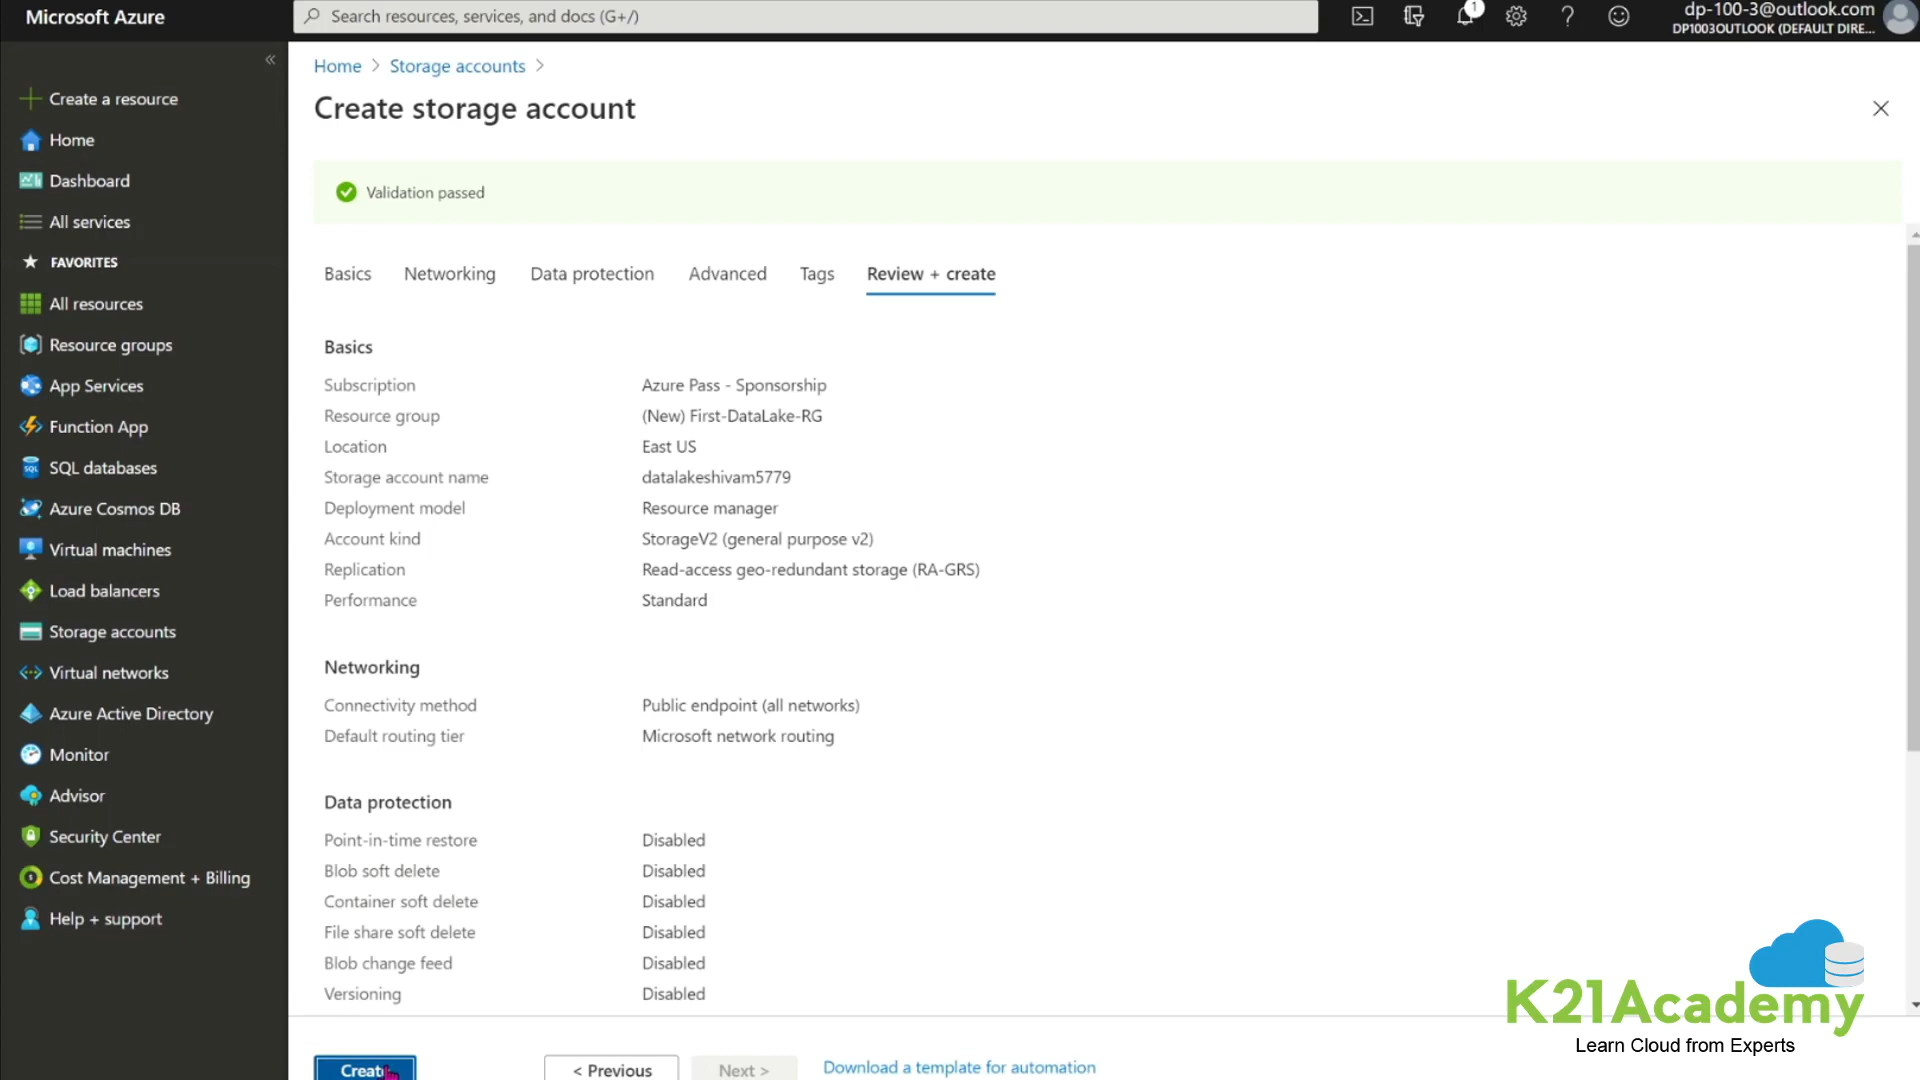 Microsoft Azure
Search resources, services, and docs (G+/)
1
dp-100-3@outlook.com
DP1003OUTLOOK (DEFAULT DIRE...
«
Create a resource
Home
Dashboard
All services
FAVORITES
All resources
Resource groups
App Services
Function App
SQL databases
Azure Cosmos DB
Virtual machines
Load balancers
Storage accounts
Virtual networks
Azure Active Directory
Monitor
Advisor
Security Center
Cost Management + Billing
Help + support
Home > Storage accounts >
Create storage account
Validation passed
Basics Networking Data protection Advanced Tags Review + create
Basics
Subscription Azure Pass - Sponsorship
Resource group (New) First-DataLake-RG
Location East US
Storage account name datalakeshivam5779
Deployment model Resource manager
Account kind StorageV2 (general purpose v2)
Replication Read-access geo-redundant storage (RA-GRS)
Performance Standard
Networking
Connectivity method Public endpoint (all networks)
Default routing tier Microsoft network routing
Data protection
Point-in-time restore Disabled
Blob soft delete Disabled
Container soft delete Disabled
File share soft delete Disabled
Blob change feed Disabled
Versioning Disabled
Create < Previous Next > Download a template for automation
K21Academy
Learn Cloud from Experts